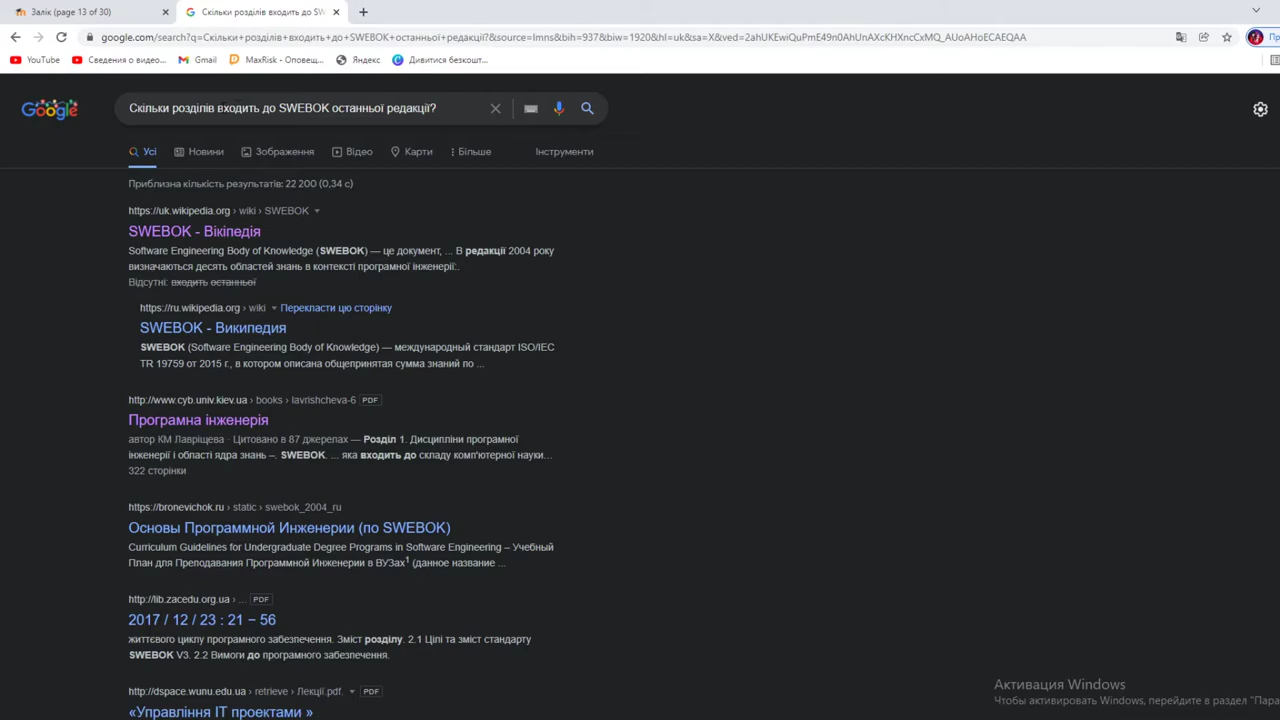 Залік (page 13 of 30)
Скільки розділів входить до SW
google.com/search?q=Скільки+розділів+входить+до+SWEBOK+останньої+редакції?&source=lmns&bih=937&biw=1920&hl=uk&sa=X&ved=2ahUKEwiQuPmE49n0AhUnAXcKHXncCxMQ_AUoAHoECAEQAA
Пр
YouTube
Сведения о видео...
Gmail
MaxRisk - Оповещ...
Яндекс
Дивитися безкошт...
Google
Скільки розділів входить до SWEBOK останньої редакції?
Усі
Новини
Зображення
Відео
Карти
Більше
Інструменти
Приблизна кількість результатів: 22 200 (0,34 с)
https://uk.wikipedia.org › wiki › SWEBOK
SWEBOK - Вікіпедія
Software Engineering Body of Knowledge (SWEBOK) — це документ, ... В редакції 2004 року
визначаються десять областей знань в контексті програмної інженерії:.
Відсутні: входить останньої
https://ru.wikipedia.org › wiki
Перекласти цю сторінку
SWEBOK - Википедия
SWEBOK (Software Engineering Body of Knowledge) — международный стандарт ISO/IEC
TR 19759 от 2015 г., в котором описана общепринятая сумма знаний по ...
http://www.cyb.univ.kiev.ua › books › lavrishcheva-6
PDF
Програмна інженерія
автор КМ Лавріщева · Цитовано в 87 джерелах — Розділ 1. Дисципліни програмної
інженерії і області ядра знань –. SWEBOK. ... яка входить до складу комп'ютерної науки...
322 сторінки
https://bronevichok.ru › static › swebok_2004_ru
Основы Программной Инженерии (по SWEBOK)
Curriculum Guidelines for Undergraduate Degree Programs in Software Engineering – Учебный
План для Преподавания Программной Инженерии в ВУЗах¹ (данное название ...
http://lib.zacedu.org.ua › ...
PDF
2017 / 12 / 23 : 21 − 56
життєвого циклу програмного забезпечення. Зміст розділу. 2.1 Цілі та зміст стандарту
SWEBOK V3. 2.2 Вимоги до програмного забезпечення.
http://dspace.wunu.edu.ua › retrieve › Лекції.pdf.
PDF
«Управління ІТ проектами »
Активация Windows
Чтобы активировать Windows, перейдите в раздел "Пара